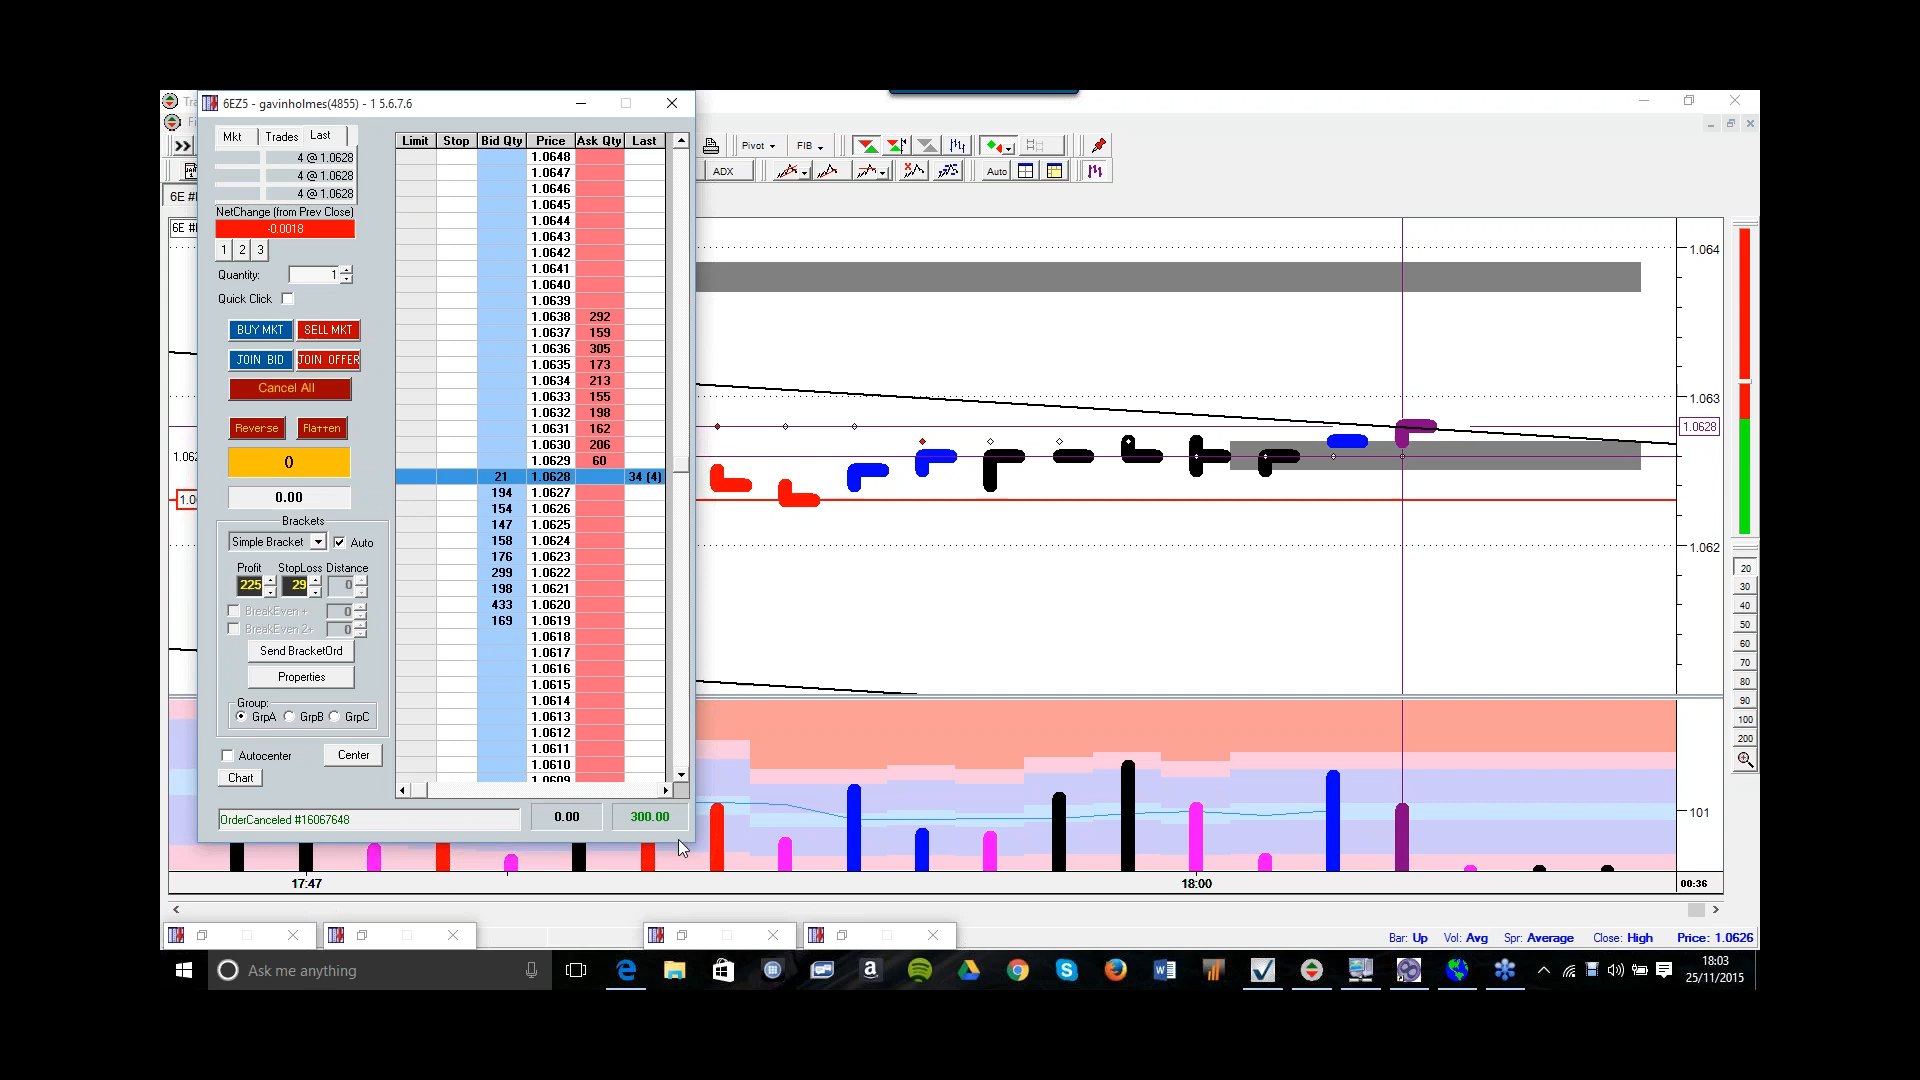 6EZ5 - gavinholmes(4855) - 1 5.6.7.6
Mkt Trades Last
4 @ 1.0628
4 @ 1.0628
4 @ 1.0628
NetChange (from Prev Close)
-0.0018
1 2 3
Quantity: 1
Quick Click
BUY MKT SELL MKT
JOIN BID JOIN OFFER
Cancel All
Reverse Flatten
0
0.00
Brackets
Simple Bracket Auto
Profit StopLoss Distance
225 29 0
BreakEven + 0
BreakEven 2+ 0
Send BracketOrd
Properties
Group:
GrpA GrpB GrpC
Autocenter Center
Chart
OrderCanceled #16067648 0.00 300.00
Limit Stop Bid Qty Price Ask Qty Last
1.0648
1.0647
1.0646
1.0645
1.0644
1.0643
1.0642
1.0641
1.0640
1.0639
1.0638 292
1.0637 159
1.0636 305
1.0635 173
1.0634 213
1.0633 155
1.0632 198
1.0631 162
1.0630 206
1.0629 60
21 1.0628 34 (4)
194 1.0627
154 1.0626
147 1.0625
158 1.0624
176 1.0623
299 1.0622
198 1.0621
433 1.0620
169 1.0619
1.0618
1.0617
1.0616
1.0615
1.0614
1.0613
1.0612
1.0611
1.0610
1.0609
Pivot FIB
ADX Auto
6E #
6E #
1.064
1.063
1.0628
1.062
101
20
30
40
50
60
70
80
90
100
200
17:47 18:00 00:36
Bar: Up Vol: Avg Spr: Average Close: High Price: 1.0626
Ask me anything
18:03
25/11/2015